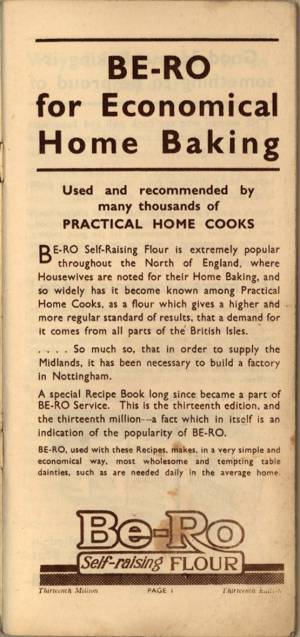 BE-RO
for Economical
Home Baking
Used and recommended by
many thousands of
PRACTICAL HOME COOKS
BE-RO Self-Raising Flour is extremely popular
throughout the North of England, where
Housewives are noted for their Home Baking, and
so widely has it become known among Practical
Home Cooks, as a flour which gives a higher and
more regular standard of results, that a demand for
it comes from all parts of the British Isles.
. . . . So much so, that in order to supply the
Midlands, it has been necessary to build a factory
in Nottingham.
A special Recipe Book long since became a part of
BE-RO Service. This is the thirteenth edition, and
the thirteenth million—a fact which in itself is an
indication of the popularity of BE-RO.
BE-RO, used with these Recipes, makes, in a very simple and
economical way, most wholesome and tempting table
dainties, such as are needed daily in the average home.
Be-Ro
Self-raising FLOUR
Thirteenth Million PAGE 1 Thirteenth Edition